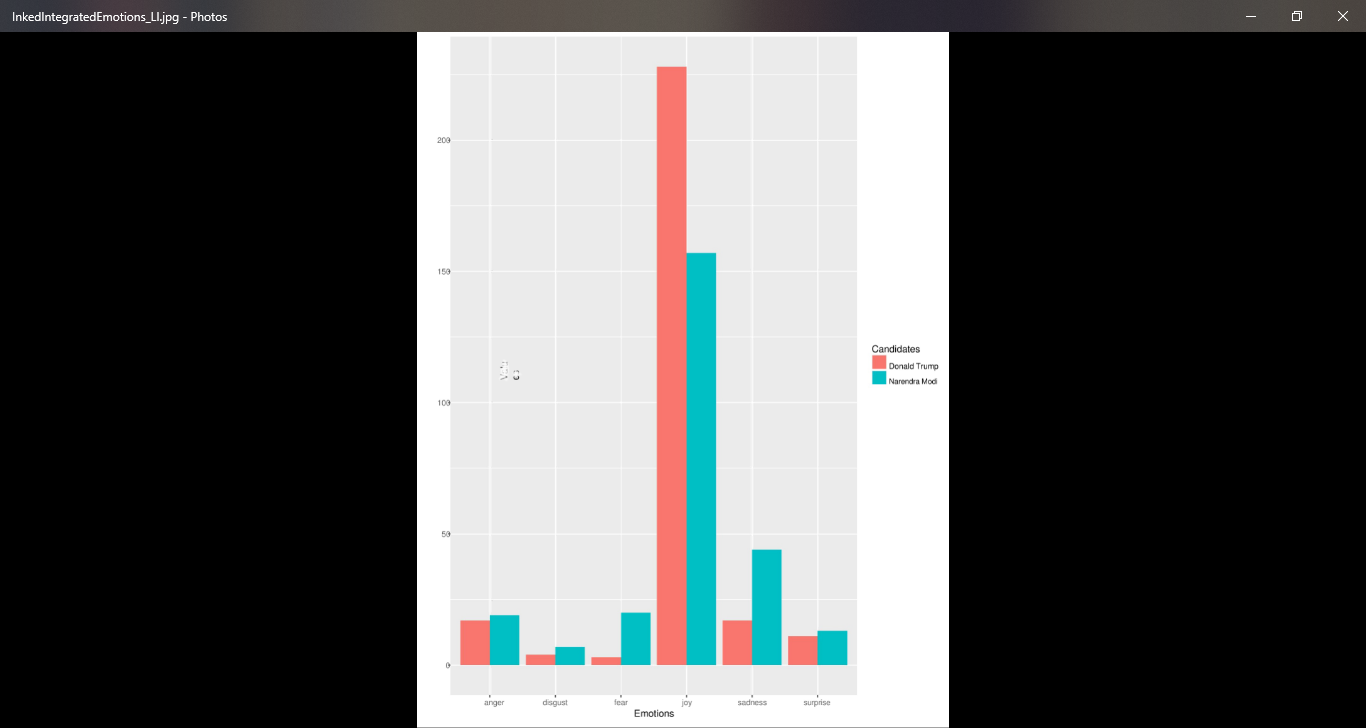 InkedIntegratedEmotions_LI.jpg - Photos
200
150
100
50
0
anger disgust fear joy sadness surprise
Emotions
Candidates
Donald Trump
Narendra Modi